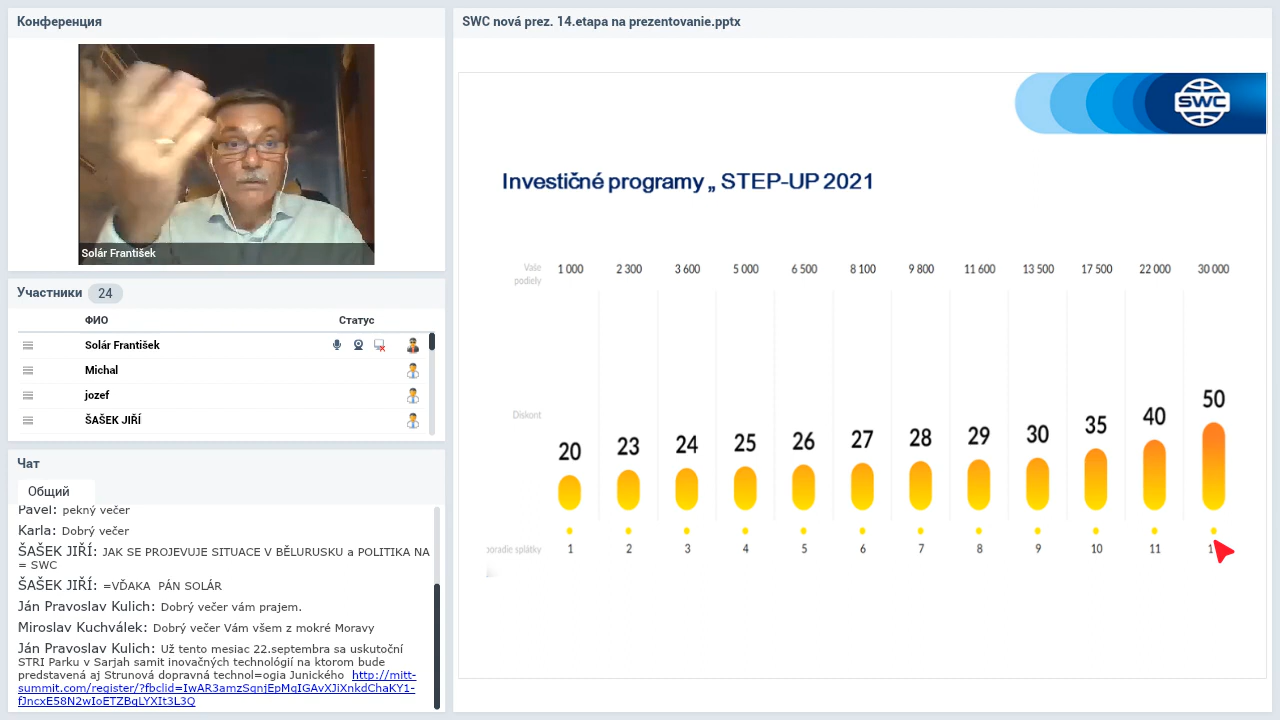 Конференция
Solár František
Участники 24
ФИО Статус
Solár František
Michal
jozef
ŠAŠEK JIŘÍ
Чат
Общий
Pavel: pekný večer
Karla: Dobrý večer
ŠAŠEK JIŘÍ: JAK SE PROJEVUJE SITUACE V BĚLURUSKU a POLITIKA NA
= SWC
ŠAŠEK JIŘÍ: =VĎAKA PÁN SOLÁR
Ján Pravoslav Kulich: Dobrý večer vám prajem.
Miroslav Kuchválek: Dobrý večer Vám všem z mokré Moravy
Ján Pravoslav Kulich: Už tento mesiac 22.septembra sa uskutoční
STRI Parku v Sarjah samit inovačných technológií na ktorom bude
predstavená aj Strunová dopravná technol=ogia Junického http://mitt-
summit.com/register/?fbclid=IwAR3amzSqnjEpMqIGAvXJiXnkdChaKY1-
fJncxE58N2wIoETZBqLYXIt3L3Q
SWC nová prez. 14.etapa na prezentovanie.pptx
SWC
Investičné programy „ STEP-UP 2021
Vaše
podiely
1 000 2 300 3 600 5 000 6 500 8 100 9 800 11 600 13 500 17 500 22 000 30 000
Diskont
20 23 24 25 26 27 28 29 30 35 40 50
poradie splátky
1 2 3 4 5 6 7 8 9 10 11